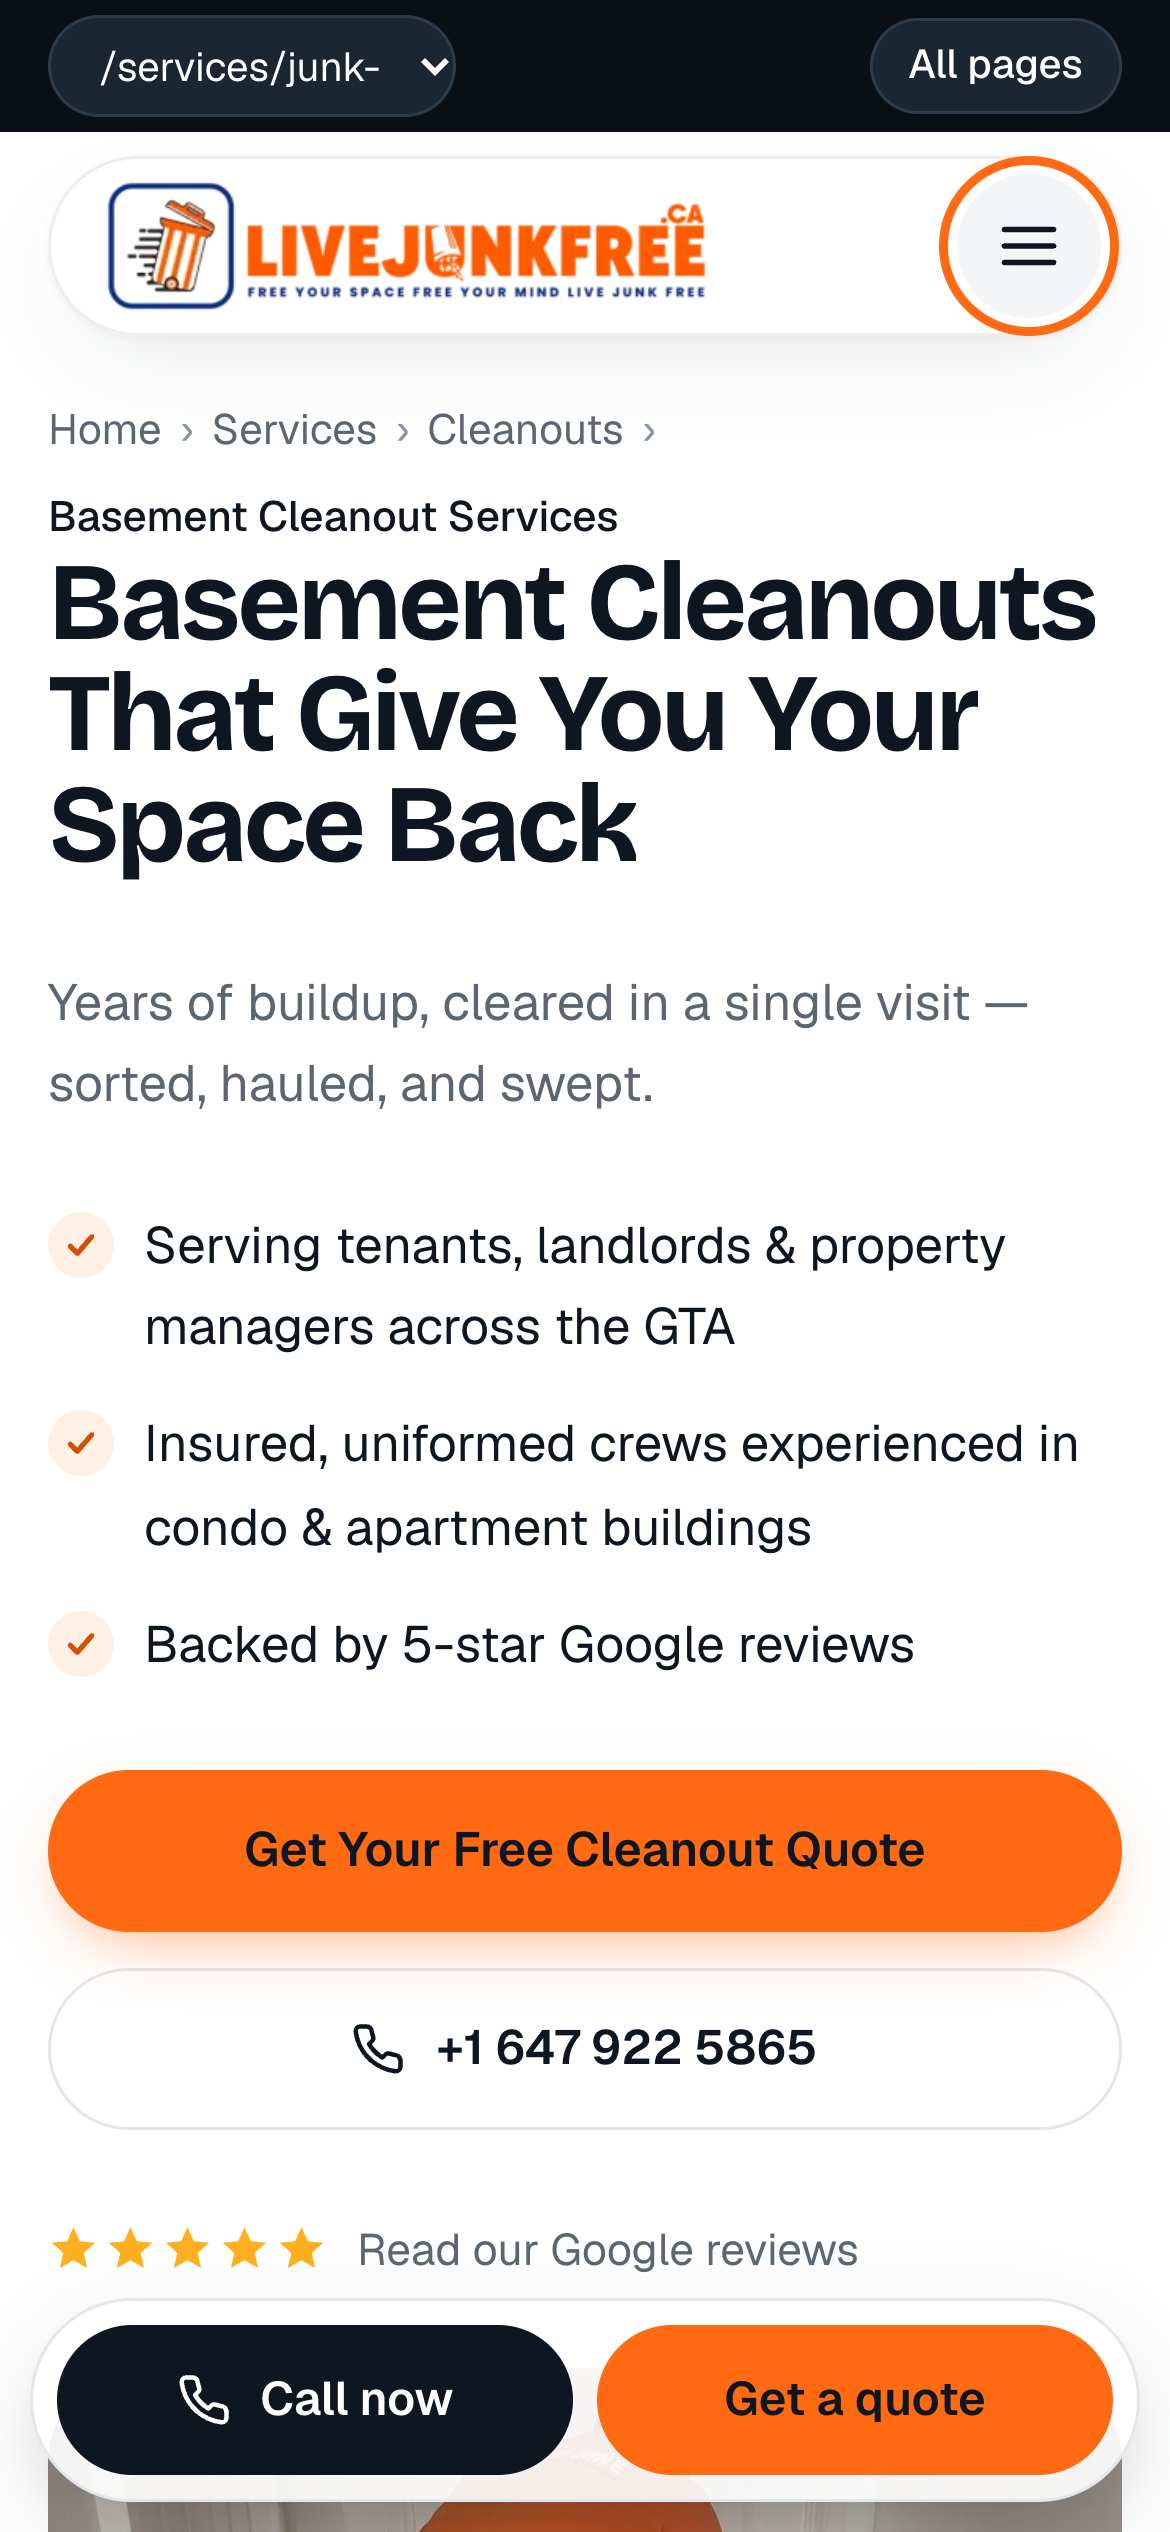 /services/junk-
All pages
LIVEJUNKFREE
.CA
FREE YOUR SPACE FREE YOUR MIND LIVE JUNK FREE
Home › Services › Cleanouts ›
Basement Cleanout Services
Basement Cleanouts
That Give You Your
Space Back
Years of buildup, cleared in a single visit —
sorted, hauled, and swept.
Serving tenants, landlords & property
managers across the GTA
Insured, uniformed crews experienced in
condo & apartment buildings
Backed by 5-star Google reviews
Get Your Free Cleanout Quote
+1 647 922 5865
Read our Google reviews
Call now
Get a quote